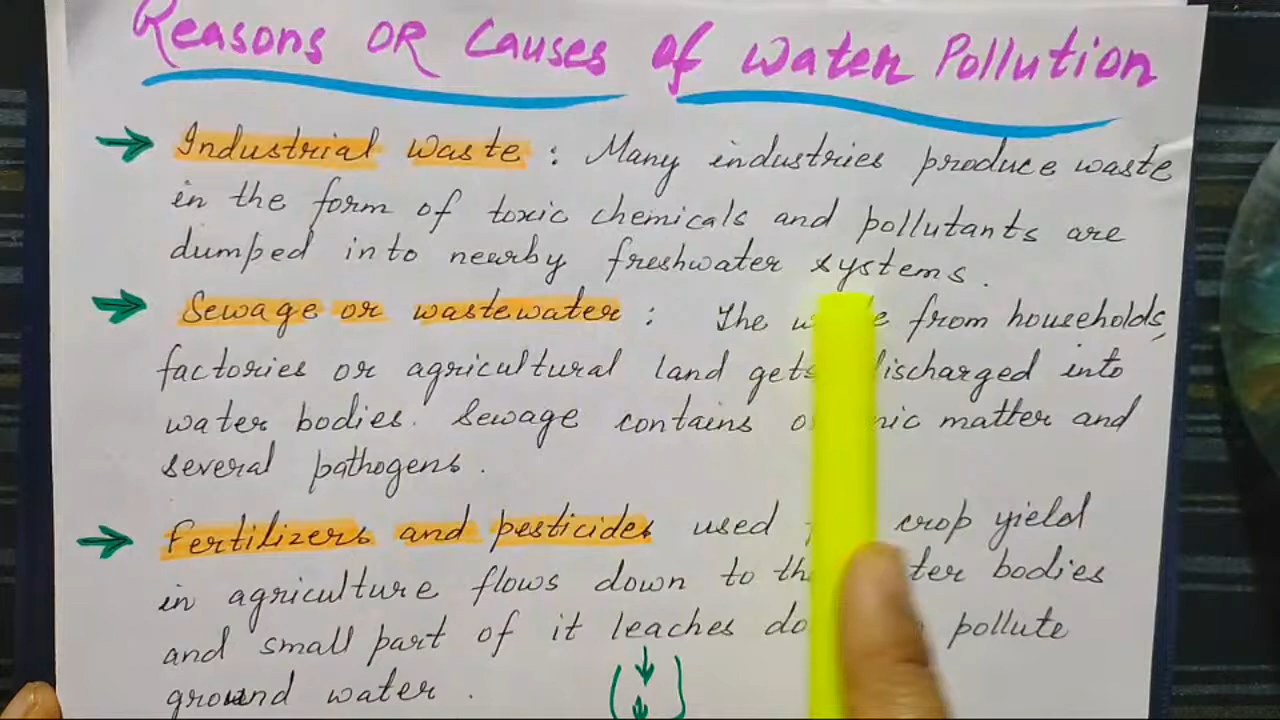 Reasons OR Causes of Water Pollution
Industrial waste : Many industries produce waste
in the form of toxic chemicals and pollutants are
dumped into nearby freshwater systems.
Sewage or wastewater : The from households,
factories or agricultural land gets discharged into
water bodies. Sewage contains matter and
several pathogens.
Fertilizers and pesticides used crop yield
in agriculture flows down to bodies
and small part of it leaches pollute
ground water.